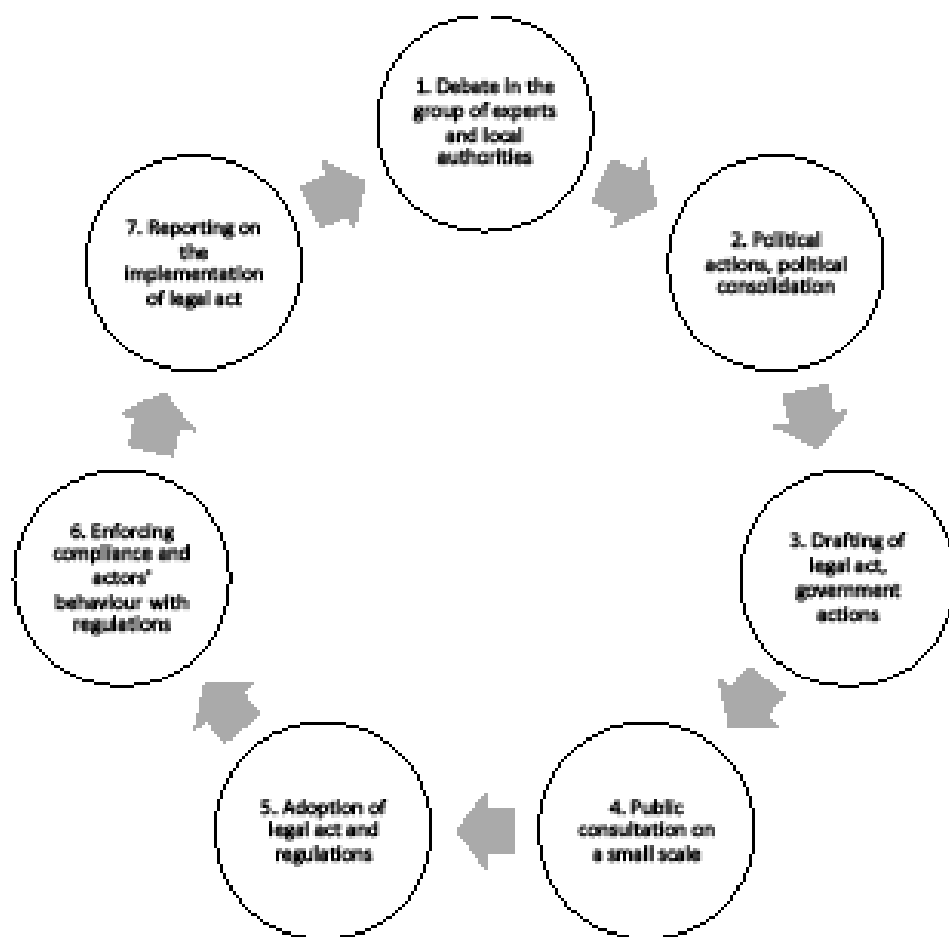 1. Debate in the
group of experts
and local
authorities
2. Political
actions, political
consolidation
3. Drafting of
legal act,
government
actions
4. Public
consultation on
a small scale
5. Adoption of
legal act and
regulations
6. Enforcing
compliance and
actors'
behaviour with
regulations
7. Reporting on
the
implementation
of legal act